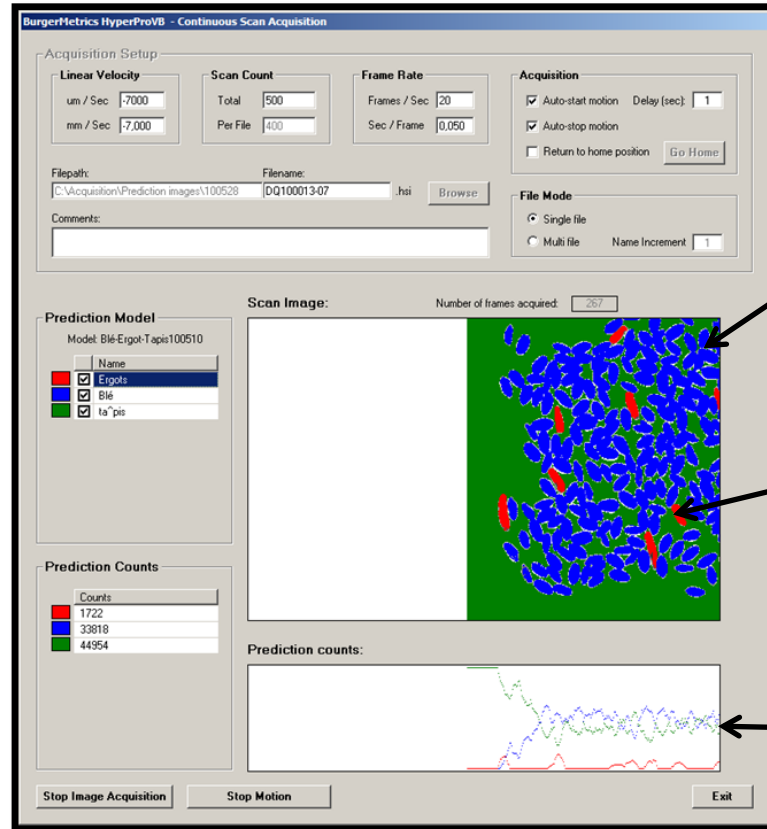 BurgerMetrics HyperProVB - Continuous Scan Acquisition
Acquisition Setup
Linear Velocity
um / Sec -7000
mm / Sec -7,000
Scan Count
Total 500
Per File 400
Frame Rate
Frames / Sec 20
Sec / Frame 0,050
Acquisition
Auto-start motion Delay (sec): 1
Auto-stop motion
Return to home position Go Home
Filepath:
C:\Acquisition\Prediction images\100528
Filename:
DQ100013-07 .hsi Browse
Comments:
File Mode
Single file
Multi file Name Increment 1
Prediction Model
Model: Blé-Ergot-Tapis100510
Name
Ergots
Blé
ta^pis
Scan Image: Number of frames acquired: 267
Prediction Counts
Counts
1722
33818
44954
Prediction counts:
Stop Image Acquisition Stop Motion Exit